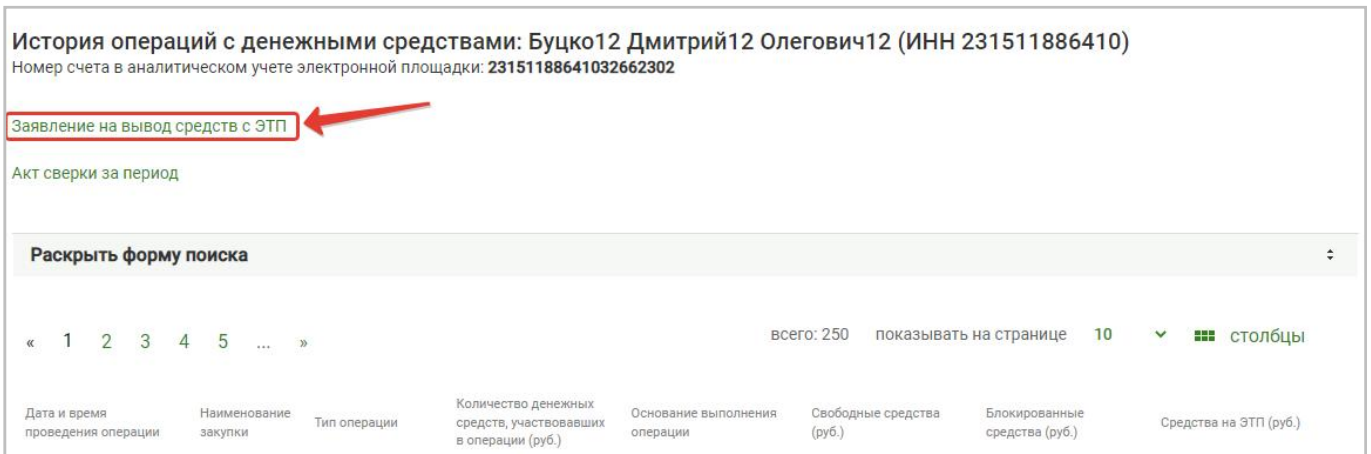 История операций с денежными средствами: Буцко12 Дмитрий12 Олегович12 (ИНН 231511886410)
Номер счета в аналитическом учете электронной площадки: 23151188641032662302
Заявление на вывод средств с ЭТП
Акт сверки за период
Раскрыть форму поиска
« 1 2 3 4 5 ... » всего: 250 показывать на странице 10 столбцы
Дата и время проведения операции
Наименование закупки
Тип операции
Количество денежных средств, участвовавших в операции (руб.)
Основание выполнения операции
Свободные средства (руб.)
Блокированные средства (руб.)
Средства на ЭТП (руб.)